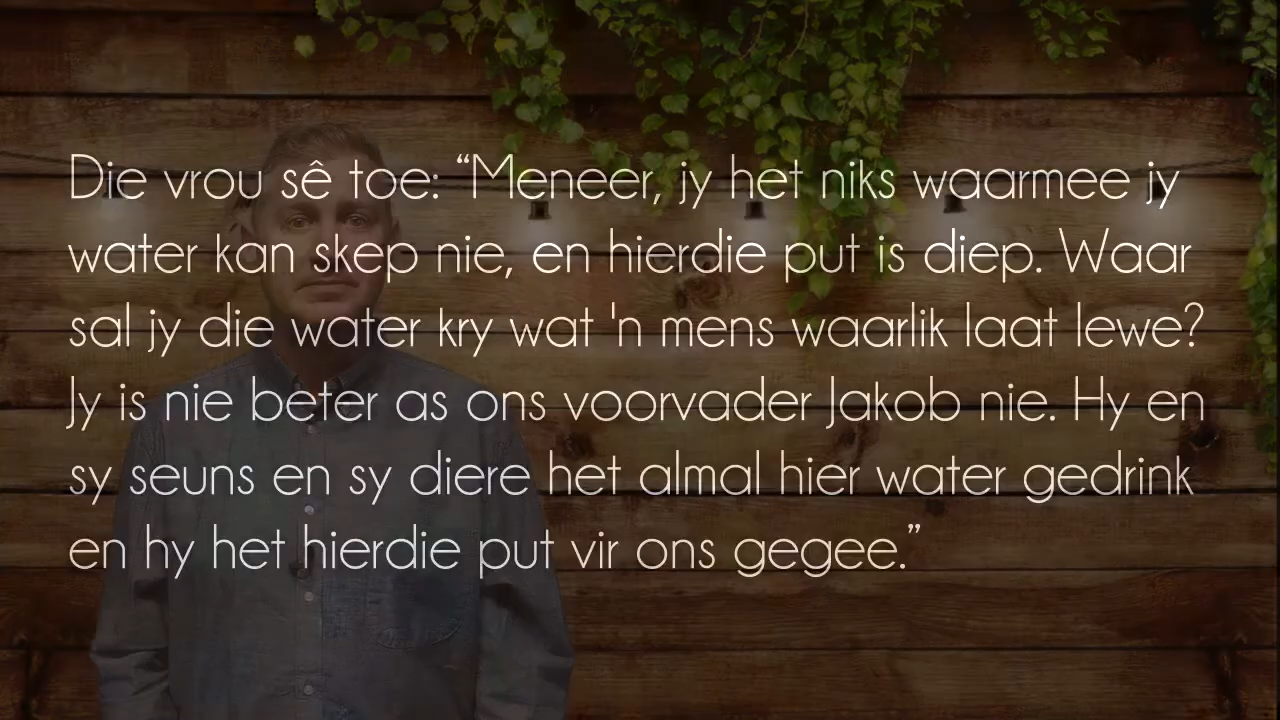 Die vrou sê toe: “Meneer, jy het niks waarmee jy
water kan skep nie, en hierdie put is diep. Waar
sal jy die water kry wat 'n mens waarlik laat lewe?
Jy is nie beter as ons voorvader Jakob nie. Hy en
sy seuns en sy diere het almal hier water gedrink
en hy het hierdie put vir ons gegee.”